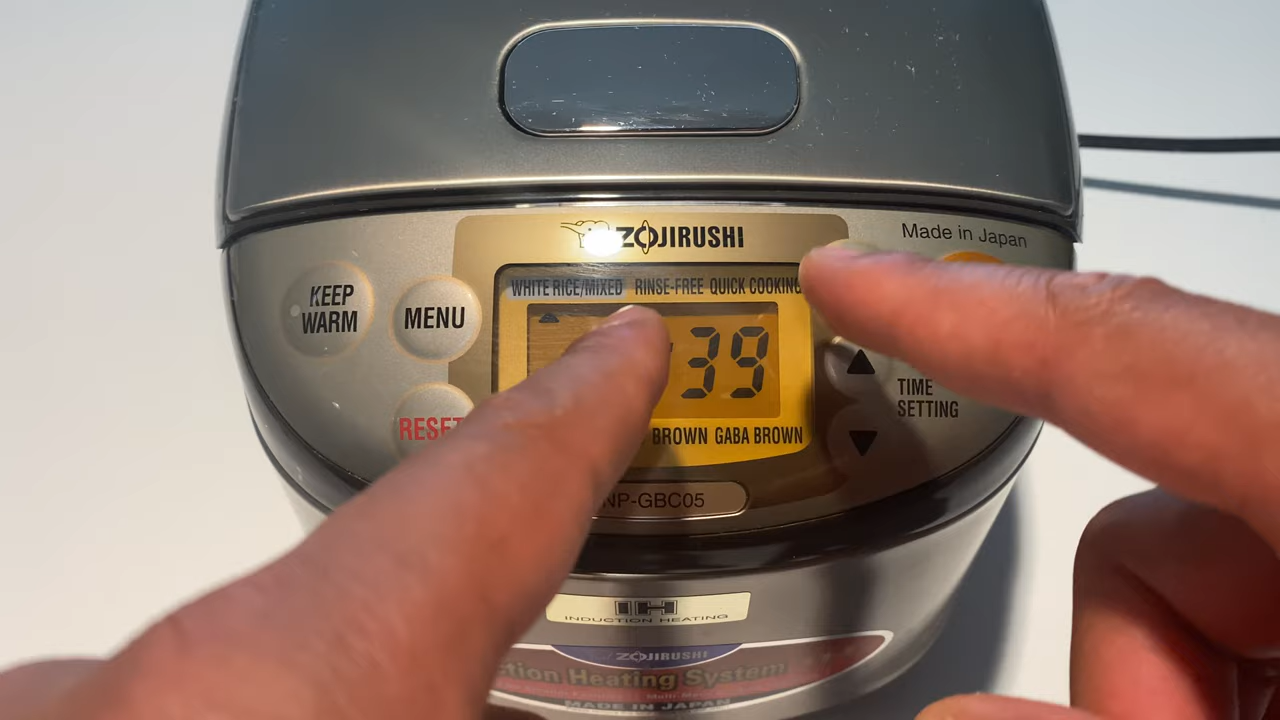 ZOJIRUSHI
Made in Japan
WHITE RICE/MIXED RINSE-FREE QUICK COOKING
KEEP
WARM
MENU
39
TIME
SETTING
RESET
BROWN GABA BROWN
NP-GBC05
IH
INDUCTION HEATING
ZOJIRUSHI
ction Heating System
MADE IN JAPAN